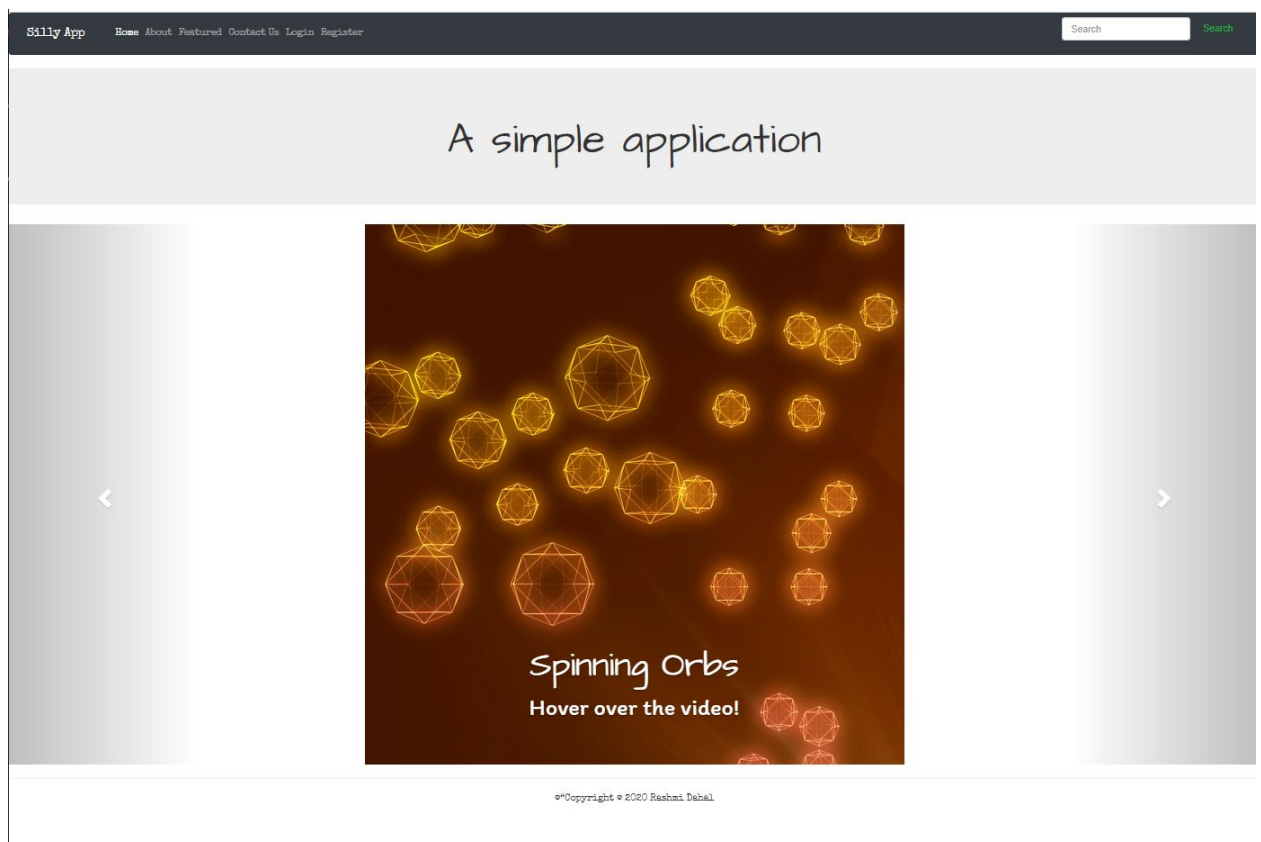 Silly App Home About Featured Contact Us Login Register Search Search
A simple application
Spinning Orbs
Hover over the video!
©“Copyright © 2020 Rashmi Dahal